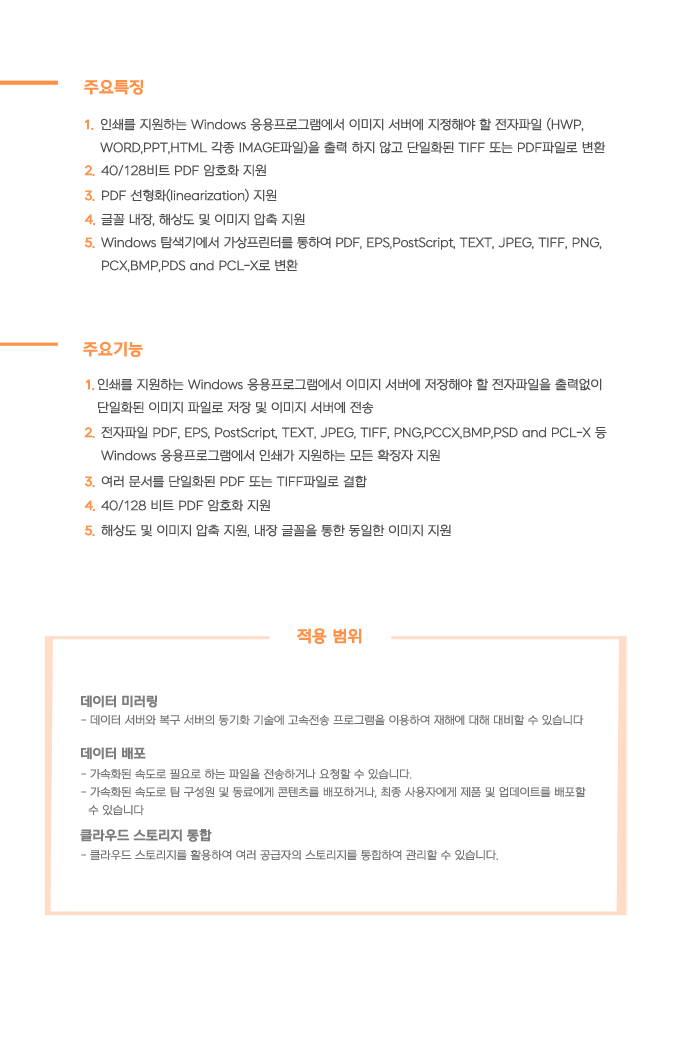 주요특징
1. 인쇄를 지원하는 Windows 응용프로그램에서 이미지 서버에 지정해야 할 전자파일 (HWP,
WORD,PPT,HTML 각종 IMAGE파일)을 출력 하지 않고 단일화된 TIFF 또는 PDF파일로 변환
2. 40/128비트 PDF 암호화 지원
3. PDF 선형화(linearization) 지원
4. 글꼴 내장, 해상도 및 이미지 압축 지원
5. Windows 탐색기에서 가상프린터를 통하여 PDF, EPS,PostScript, TEXT, JPEG, TIFF, PNG,
PCX,BMP,PDS and PCL-X로 변환
주요기능
1. 인쇄를 지원하는 Windows 응용프로그램에서 이미지 서버에 저장해야 할 전자파일을 출력없이
단일화된 이미지 파일로 저장 및 이미지 서버에 전송
2. 전자파일 PDF, EPS, PostScript, TEXT, JPEG, TIFF, PNG,PCCX,BMP,PSD and PCL-X 등
Windows 응용프로그램에서 인쇄가 지원하는 모든 확장자 지원
3. 여러 문서를 단일화된 PDF 또는 TIFF파일로 결합
4. 40/128 비트 PDF 암호화 지원
5. 해상도 및 이미지 압축 지원, 내장 글꼴을 통한 동일한 이미지 지원
적용 범위
데이터 미러링
- 데이터 서버와 복구 서버의 동기화 기술에 고속전송 프로그램을 이용하여 재해에 대해 대비할 수 있습니다
데이터 배포
- 가속화된 속도로 필요로 하는 파일을 전송하거나 요청할 수 있습니다.
- 가속화된 속도로 팀 구성원 및 동료에게 콘텐츠를 배포하거나, 최종 사용자에게 제품 및 업데이트를 배포할
수 있습니다
클라우드 스토리지 통합
- 클라우드 스토리지를 활용하여 여러 공급자의 스토리지를 통합하여 관리할 수 있습니다.